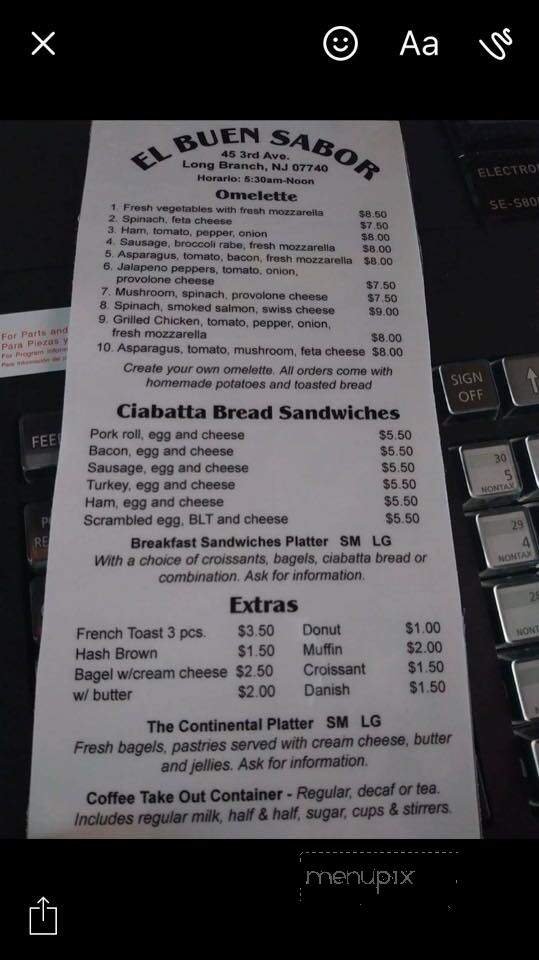 Aa
EL BUEN SABOR
45 3rd Ave.
Long Branch, NJ 07740
Horario: 5:30am-Noon
Omelette
1. Fresh vegetables with fresh mozzarella $8.50
2. Spinach, feta cheese $7.50
3. Ham, tomato, pepper, onion $8.00
4. Sausage, broccoli rabe, fresh mozzarella $8.00
5. Asparagus, tomato, bacon, fresh mozzarella $8.00
6. Jalapeno peppers, tomato, onion,
provolone cheese $7.50
7. Mushroom, spinach, provolone cheese $7.50
8. Spinach, smoked salmon, swiss cheese $9.00
9. Grilled Chicken, tomato, pepper, onion,
fresh mozzarella $8.00
10. Asparagus, tomato, mushroom, feta cheese $8.00
Create your own omelette. All orders come with
homemade potatoes and toasted bread
Ciabatta Bread Sandwiches
Pork roll, egg and cheese $5.50
Bacon, egg and cheese $5.50
Sausage, egg and cheese $5.50
Turkey, egg and cheese $5.50
Ham, egg and cheese $5.50
Scrambled egg, BLT and cheese $5.50
Breakfast Sandwiches Platter SM LG
With a choice of croissants, bagels, ciabatta bread or
combination. Ask for information.
Extras
French Toast 3 pcs. $3.50 Donut $1.00
Hash Brown $1.50 Muffin $2.00
Bagel w/cream cheese $2.50 Croissant $1.50
w/ butter $2.00 Danish $1.50
The Continental Platter SM LG
Fresh bagels, pastries served with cream cheese, butter
and jellies. Ask for information.
Coffee Take Out Container - Regular, decaf or tea.
Includes regular milk, half & half, sugar, cups & stirrers.
For Parts and
Para Piezas y
For Program
FEE
ELECTRO
SE-S80
SIGN
OFF
30
5
NONTAX
29
4
NONTAX
28
NONT
menupix